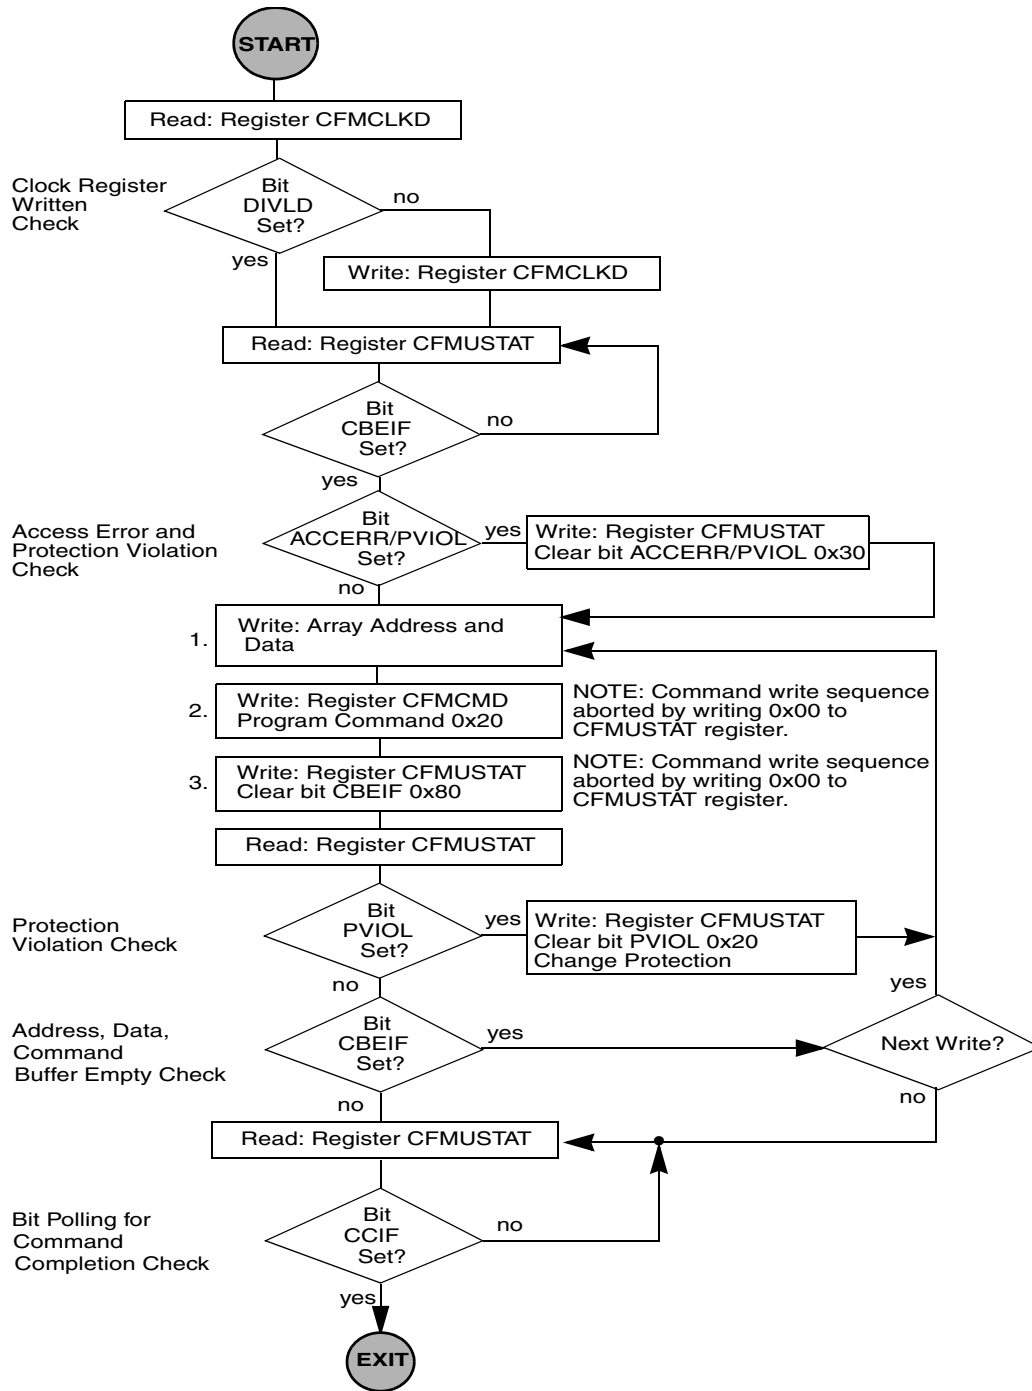 START
Read: Register CFMCLKD
Clock Register
Written
Check
Bit
DIVLD
Set?
no
yes
Write: Register CFMCLKD
Read: Register CFMUSTAT
Bit
CBEIF
Set?
no
yes
Access Error and
Protection Violation
Check
Bit
ACCERR/PVIOL
Set?
yes
Write: Register CFMUSTAT
Clear bit ACCERR/PVIOL 0x30
no
1.
Write: Array Address and
Data
2.
Write: Register CFMCMD
Program Command 0x20
NOTE: Command write sequence
aborted by writing 0x00 to
CFMUSTAT register.
3.
Write: Register CFMUSTAT
Clear bit CBEIF 0x80
NOTE: Command write sequence
aborted by writing 0x00 to
CFMUSTAT register.
Read: Register CFMUSTAT
Protection
Violation Check
Bit
PVIOL
Set?
yes
Write: Register CFMUSTAT
Clear bit PVIOL 0x20
Change Protection
no
yes
Address, Data,
Command
Buffer Empty Check
Bit
CBEIF
Set?
yes
Next Write?
no
no
Read: Register CFMUSTAT
Bit Polling for
Command
Completion Check
Bit
CCIF
Set?
no
yes
EXIT